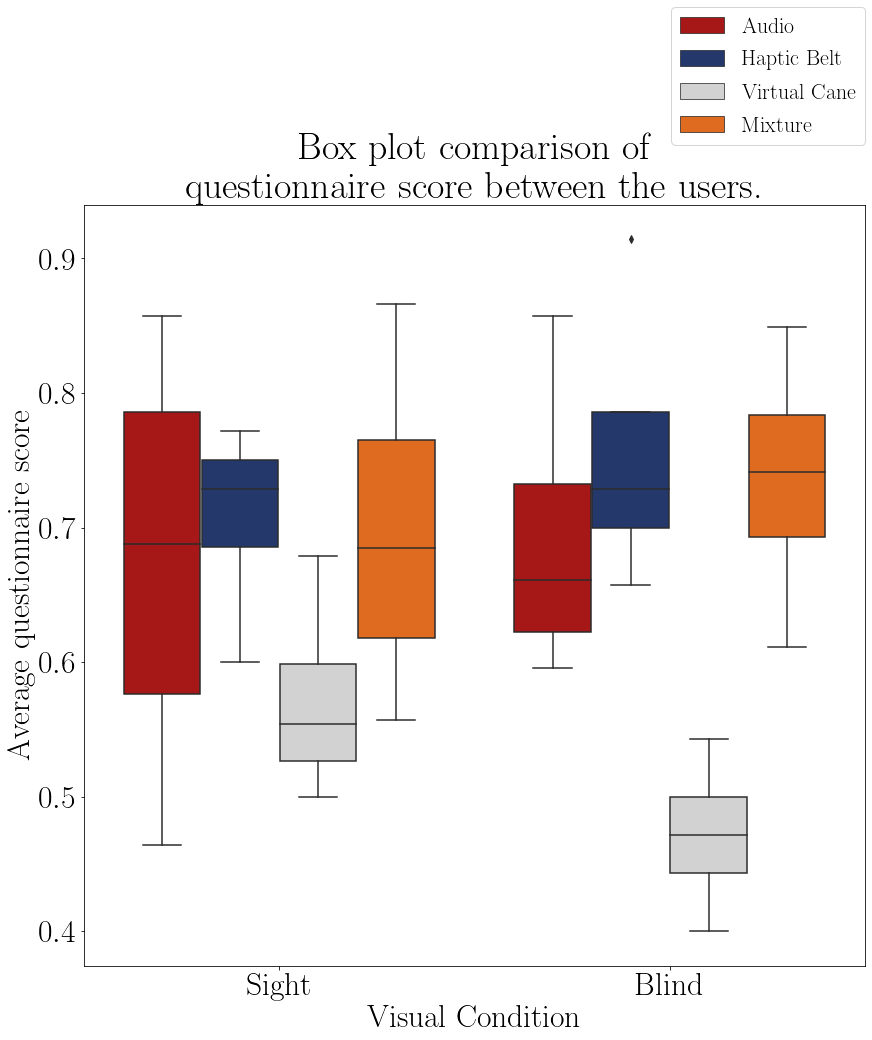 Audio
Haptic Belt
Virtual Cane
Mixture
Box plot comparison of
questionnaire score between the users.
Average questionnaire score
0.9
0.8
0.7
0.6
0.5
0.4
Sight
Blind
Visual Condition